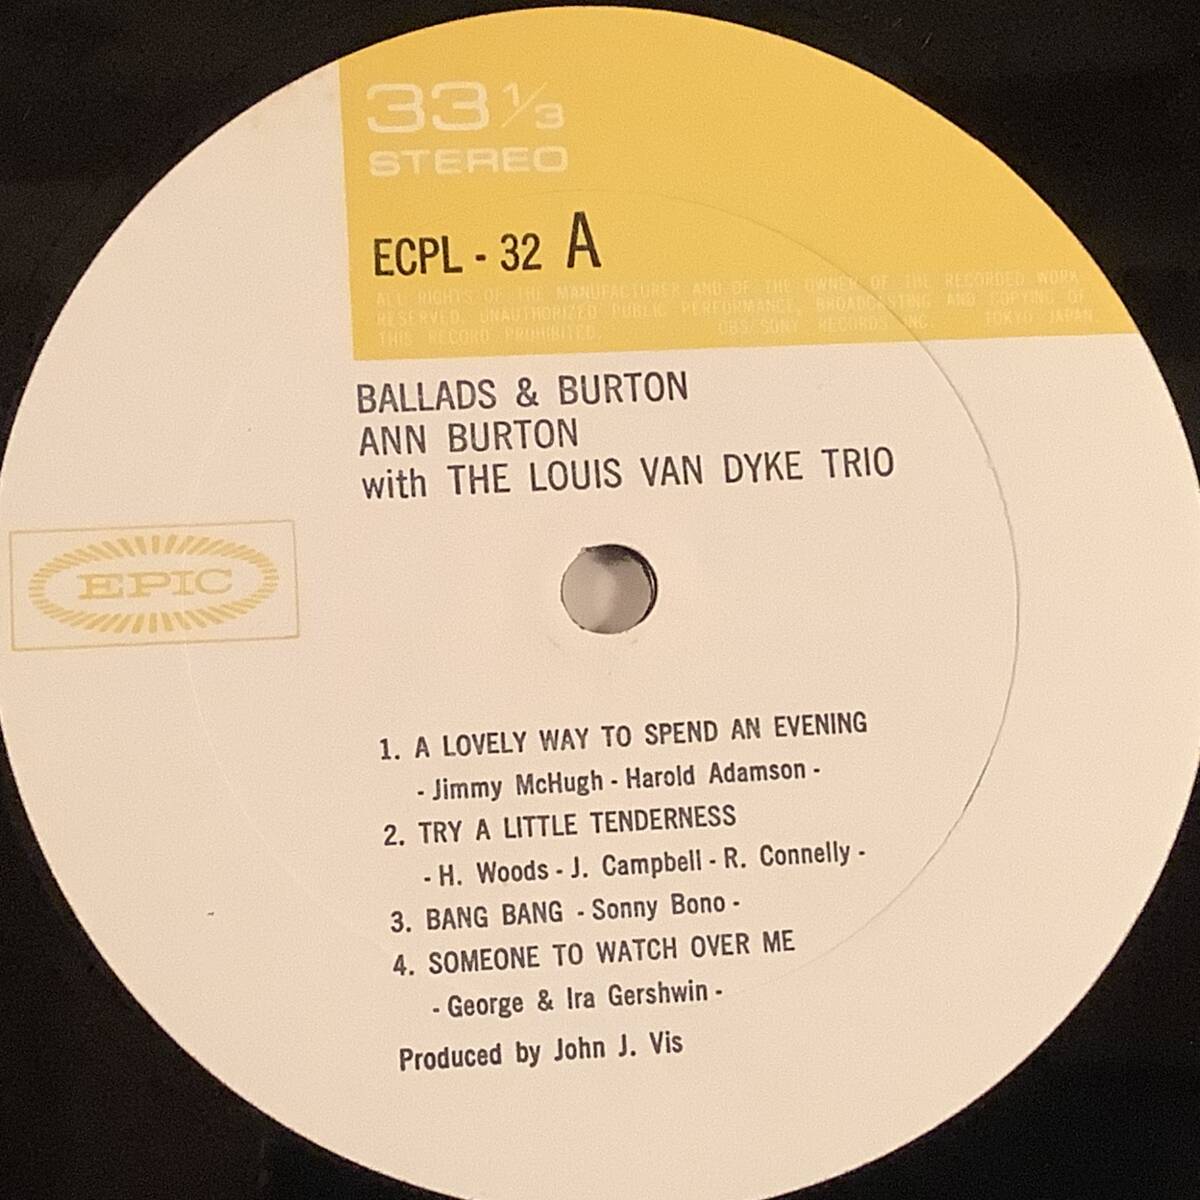 33 1/3
STEREO
ECPL - 32 A
ALL RIGHTS OF THE MANUFACTURER AND OF THE OWNER OF THE RECORDED WORK
RESERVED. UNAUTHORIZED PUBLIC PERFORMANCE, BROADCASTING AND COPYING OF
THIS RECORD PROHIBITED. CBS/SONY RECORDS INC. TOKYO JAPAN
BALLADS & BURTON
ANN BURTON
with THE LOUIS VAN DYKE TRIO
EPIC
1. A LOVELY WAY TO SPEND AN EVENING
- Jimmy McHugh - Harold Adamson -
2. TRY A LITTLE TENDERNESS
- H. Woods - J. Campbell - R. Connelly -
3. BANG BANG - Sonny Bono -
4. SOMEONE TO WATCH OVER ME
- George & Ira Gershwin -
Produced by John J. Vis